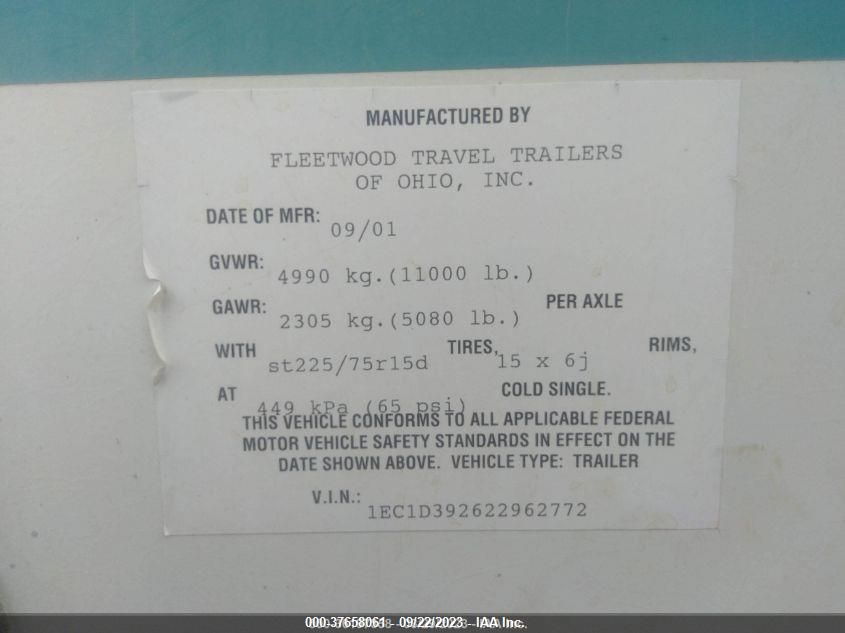 MANUFACTURED BY
FLEETWOOD TRAVEL TRAILERS
OF OHIO, INC.
DATE OF MFR: 09/01
GVWR: 4990 kg.(11000 lb.)
GAWR: 2305 kg.(5080 lb.) PER AXLE
WITH st225/75r15d TIRES, 15 x 6j RIMS,
AT 449 kPa (65 psi) COLD SINGLE.
THIS VEHICLE CONFORMS TO ALL APPLICABLE FEDERAL
MOTOR VEHICLE SAFETY STANDARDS IN EFFECT ON THE
DATE SHOWN ABOVE. VEHICLE TYPE: TRAILER
V.I.N.: 1EC1D392622962772
000-37658061 - 09/22/2023 - IAA Inc.